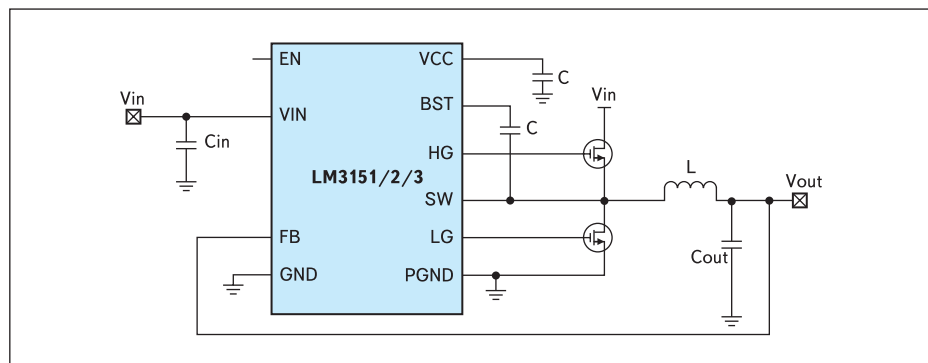 EN
VCC
C
Vin
VIN
Cin
BST
C
Vin
HG
LM3151/2/3
L
SW
Vout
FB
LG
Cout
GND
PGND